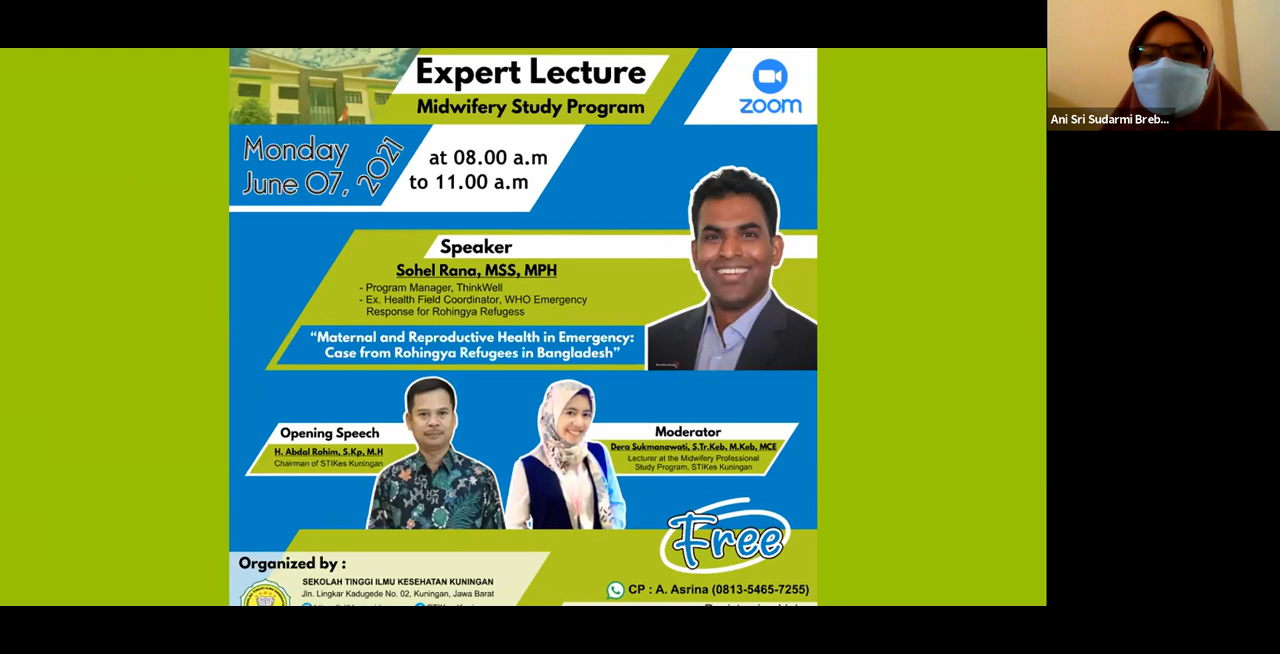 Expert Lecture
Midwifery Study Program
zoom
Monday
June 07, 2021
at 08.00 a.m
to 11.00 a.m
Speaker
Sohel Rana, MSS, MPH
- Program Manager, ThinkWell
- Ex. Health Field Coordinator, WHO Emergency
Response for Rohingya Refugess
“Maternal and Reproductive Health in Emergency:
Case from Rohingya Refugees in Bangladesh”
Opening Speech
H. Abdal Rohim, S.Kp, M.H
Chairman of STIKes Kuningan
Moderator
Dera Sukmanawati, S.Tr.Keb, M.Keb, MCE
Lecturer at the Midwifery Professional
Study Program, STIKes Kuningan
Free
Organized by :
SEKOLAH TINGGI ILMU KESEHATAN KUNINGAN
Jln. Lingkar Kadugede No. 02, Kuningan, Jawa Barat
CP : A. Asrina (0813-5465-7255)
Ani Sri Sudarmi Breb...